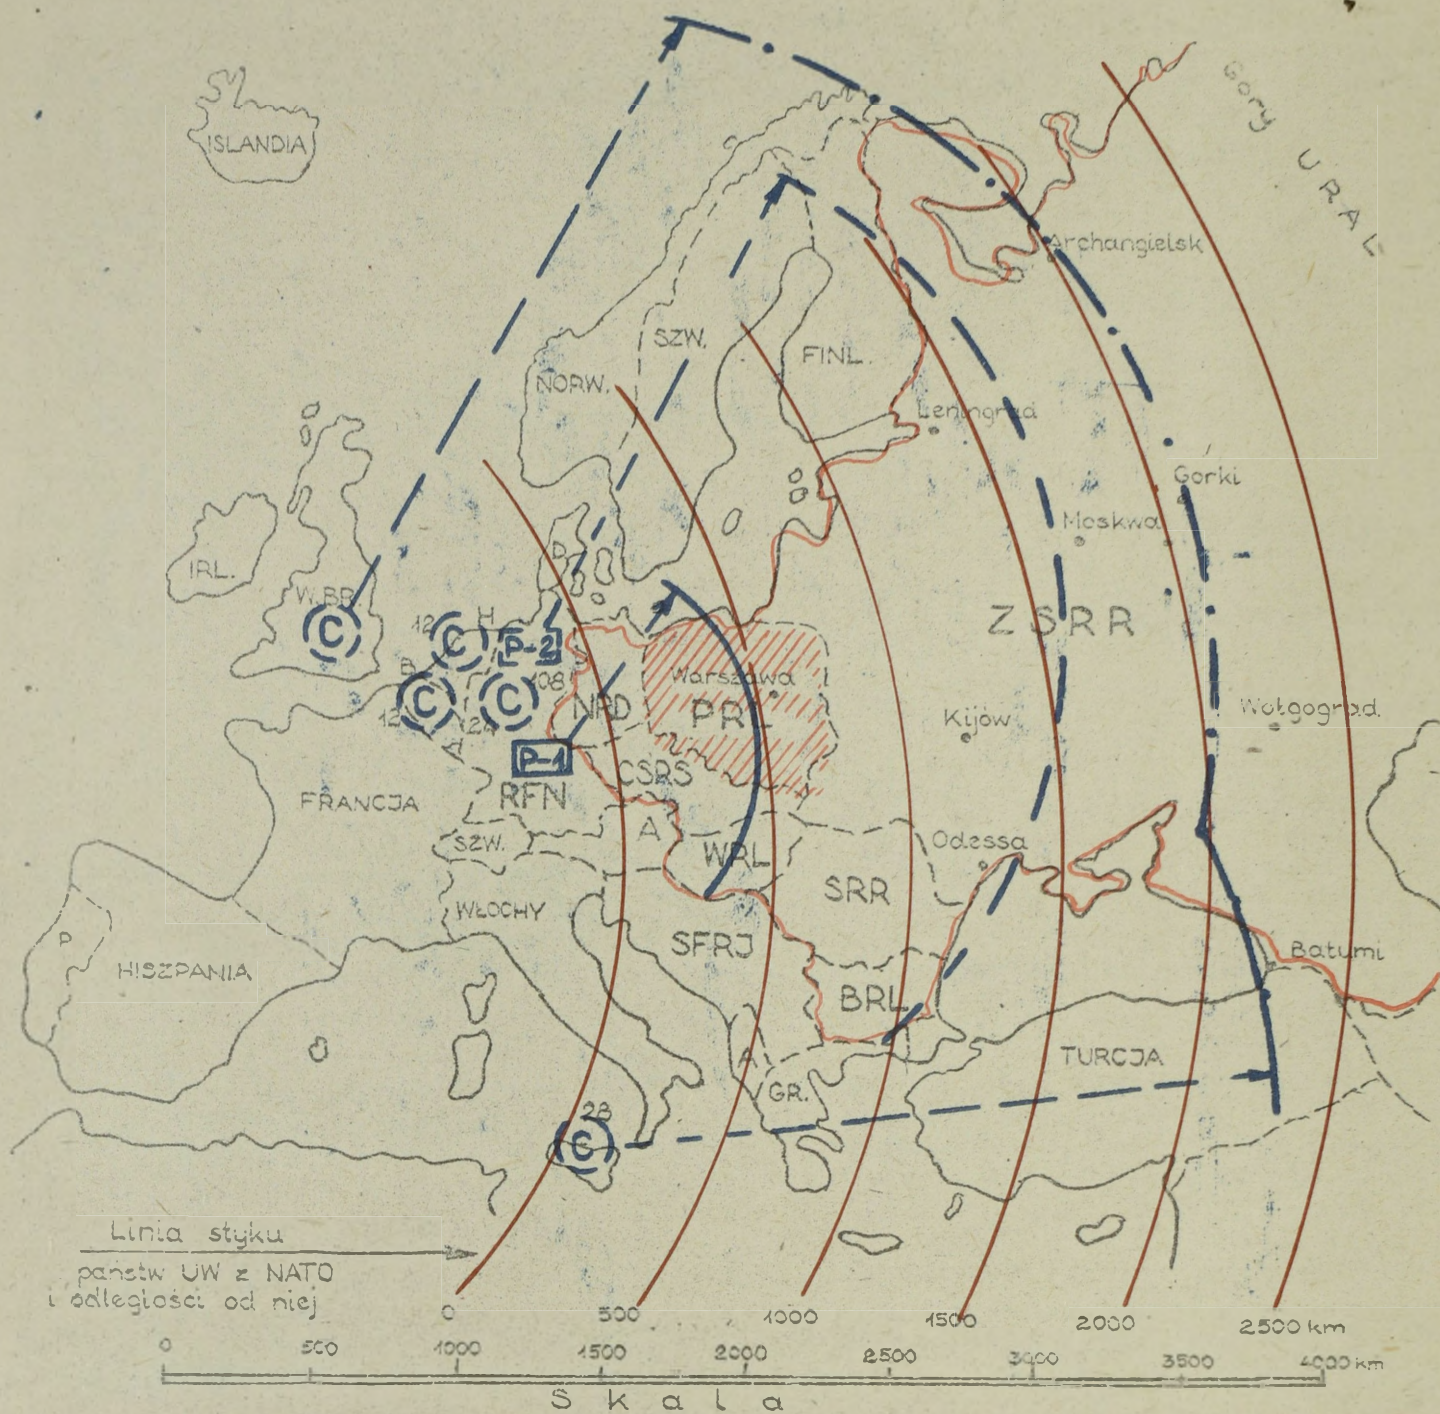 Góry URAL
ISLANDIA
Archangielsk
SZW.
FINL.
NORW.
Leningrad
Gorki
Moskwa
IRL.
D
W.BR.
C
12
C
H
P-2
ZSRR
B
C
12
C
108
NRD
Warszawa
PRL
Kijów
Wołgograd
P-1
CSRS
RFN
FRANCJA
A
SZW.
WRL
Odessa
SRR
WŁOCHY
P
HISZPANIA
SFRJ
BRL
Batumi
A
TURCJA
GR.
28
C
Linia styku
państw UW z NATO
i odległości od niej
0 500 1000 1500 2000 2500 km
0 500 1000 1500 2000 2500 3000 3500 4000 km
Skala